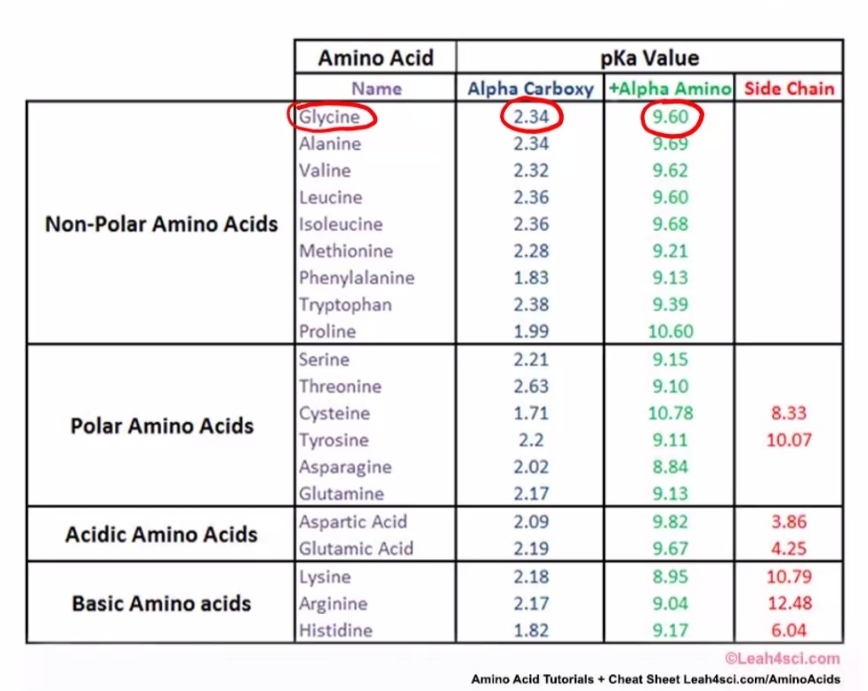 Amino Acid pKa Value
Name Alpha Carboxy +Alpha Amino Side Chain
Non-Polar Amino Acids
Glycine 2.34 9.60
Alanine 2.34 9.69
Valine 2.32 9.62
Leucine 2.36 9.60
Isoleucine 2.36 9.68
Methionine 2.28 9.21
Phenylalanine 1.83 9.13
Tryptophan 2.38 9.39
Proline 1.99 10.60
Polar Amino Acids
Serine 2.21 9.15
Threonine 2.63 9.10
Cysteine 1.71 10.78 8.33
Tyrosine 2.2 9.11 10.07
Asparagine 2.02 8.84
Glutamine 2.17 9.13
Acidic Amino Acids
Aspartic Acid 2.09 9.82 3.86
Glutamic Acid 2.19 9.67 4.25
Basic Amino acids
Lysine 2.18 8.95 10.79
Arginine 2.17 9.04 12.48
Histidine 1.82 9.17 6.04
©Leah4sci.com
Amino Acid Tutorials + Cheat Sheet Leah4sci.com/AminoAcids